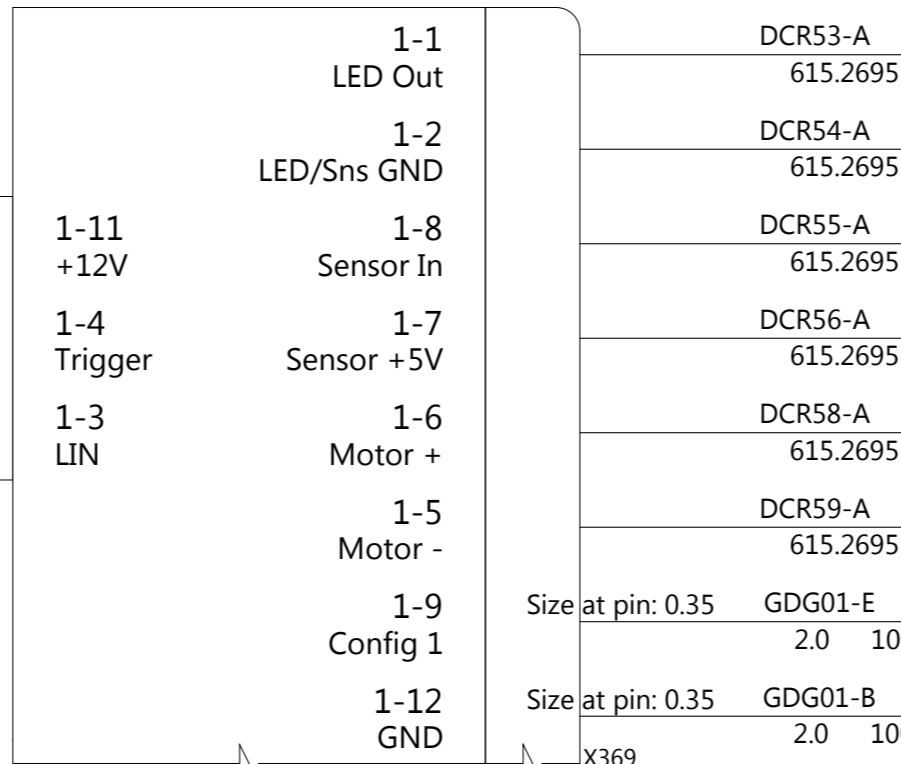 1-1
LED Out
DCR53-A
615.2695
1-2
LED/Sns GND
DCR54-A
615.2695
1-11
+12V
1-8
Sensor In
DCR55-A
615.2695
1-4
Trigger
1-7
Sensor +5V
DCR56-A
615.2695
1-3
LIN
1-6
Motor +
DCR58-A
615.2695
1-5
Motor -
DCR59-A
615.2695
1-9
Config 1
Size at pin: 0.35
GDG01-E
2.0 10
1-12
GND
Size at pin: 0.35
GDG01-B
2.0 10
X369